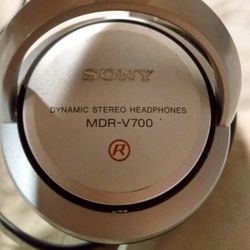 SONY
DYNAMIC STEREO HEADPHONES
MDR-V700
R